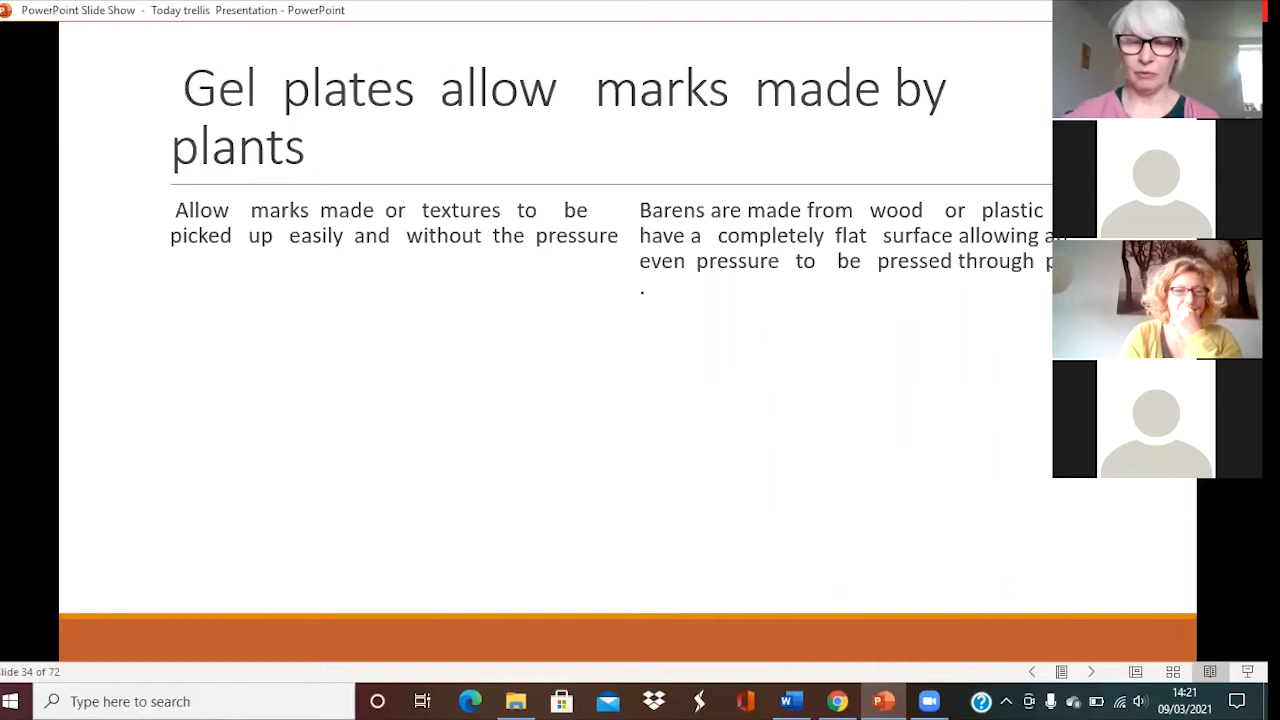 PowerPoint Slide Show - Today trellis Presentation - PowerPoint
Gel plates allow marks made by
plants
Allow marks made or textures to be
picked up easily and without the pressure
Barens are made from wood or plastic
have a completely flat surface allowing
even pressure to be pressed through
.
Slide 34 of 72
Type here to search
14:21
09/03/2021